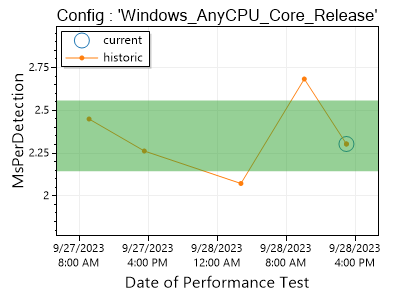 Config : 'Windows_AnyCPU_Core_Release'
current
historic
MsPerDetection
2.75
2.5
2.25
2
9/27/2023 9/27/2023 9/28/2023 9/28/2023 9/28/2023
8:00 AM 4:00 PM 12:00 AM 8:00 AM 4:00 PM
Date of Performance Test